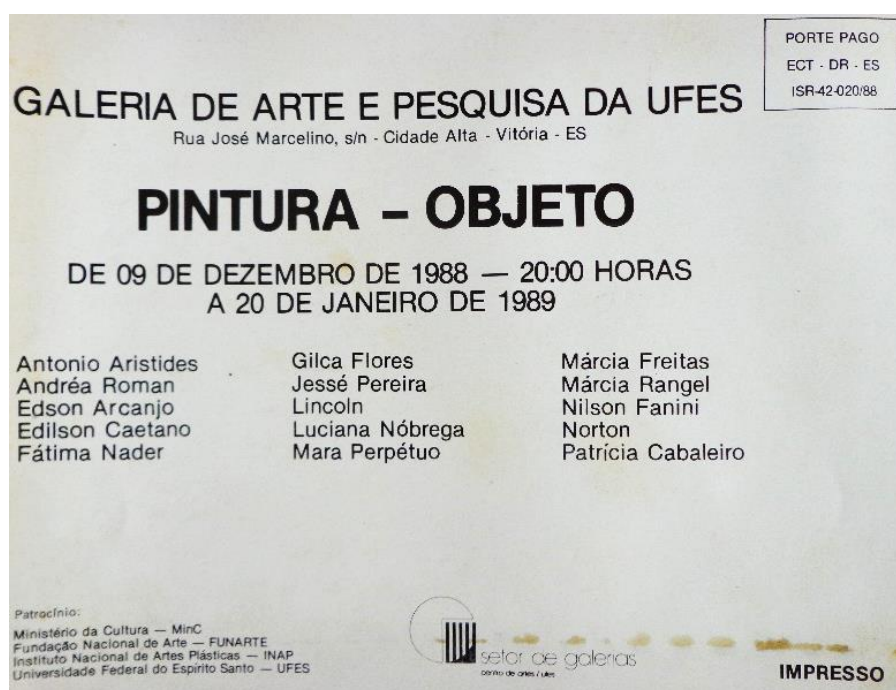 PORTE PAGO
ECT - DR - ES
ISR-42-020/88
GALERIA DE ARTE E PESQUISA DA UFES
Rua José Marcelino, s/n - Cidade Alta - Vitória - ES
PINTURA - OBJETO
DE 09 DE DEZEMBRO DE 1988 — 20:00 HORAS
A 20 DE JANEIRO DE 1989
Antonio Aristides
Andréa Roman
Edson Arcanjo
Edilson Caetano
Fátima Nader
Gilca Flores
Jessé Pereira
Lincoln
Luciana Nóbrega
Mara Perpétuo
Márcia Freitas
Márcia Rangel
Nilson Fanini
Norton
Patrícia Cabaleiro
Patrocínio:
Ministério da Cultura — MinC
Fundação Nacional de Arte — FUNARTE
Instituto Nacional de Artes Plásticas — INAP
Universidade Federal do Espírito Santo — UFES
setor de galerias
centro de artes / ufes
IMPRESSO